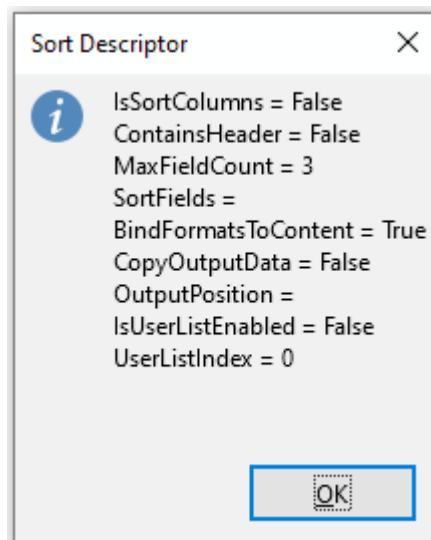 Sort Descriptor
IsSortColumns = False
ContainsHeader = False
MaxFieldCount = 3
SortFields =
BindFormatsToContent = True
CopyOutputData = False
OutputPosition =
IsUserListEnabled = False
UserListIndex = 0
OK